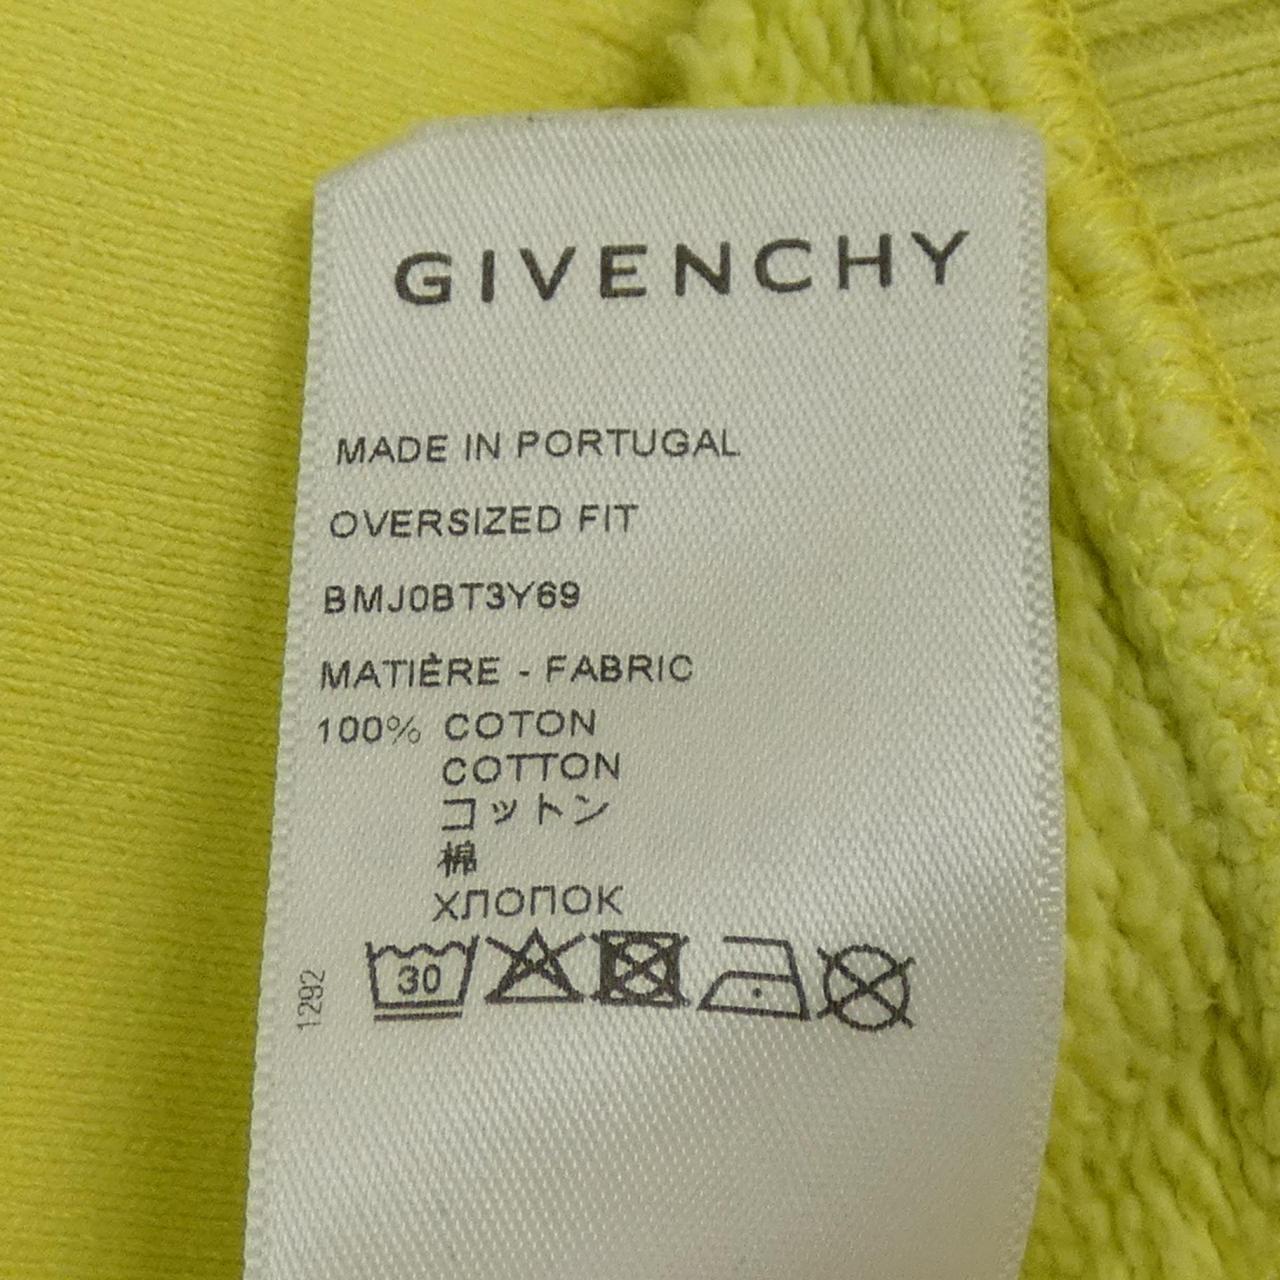 GIVENCHY
MADE IN PORTUGAL
OVERSIZED FIT
BMJ0BT3Y69
MATIÈRE - FABRIC
100% COTON
COTTON
コットン
棉
ХЛОПОК
30
1292